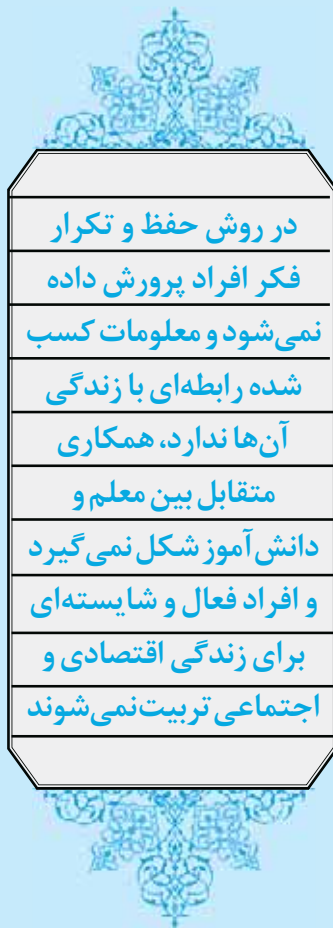 در روش حفظ و تکرار
فکر افراد پرورش داده
نمی‌شود و معلومات کسب
شده رابطه‌ای با زندگی
آن‌ها ندارد، همکاری
متقابل بین معلم و
دانش‌آموز شکل نمی‌گیرد
و افراد فعال و شایسته‌ای
برای زندگی اقتصادی و
اجتماعی تربیت‌نمی‌شوند